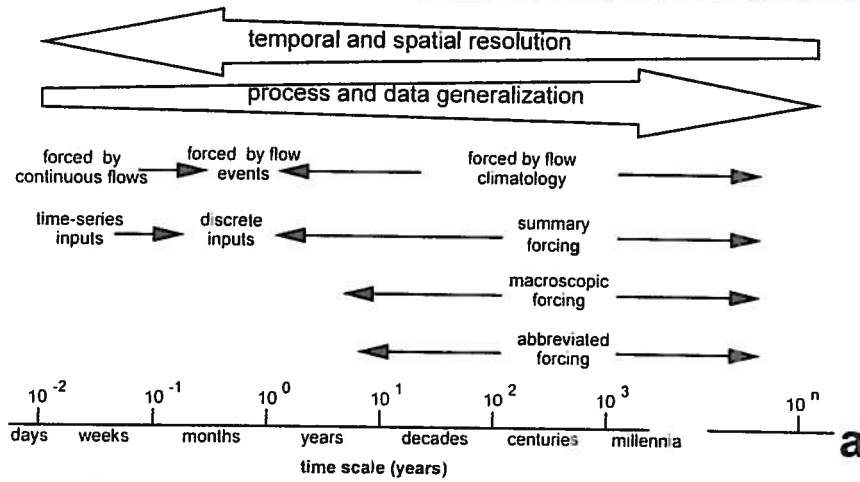 temporal and spatial resolution
process and data generalization
forced by
continuous flows
forced by flow
events
forced by flow
climatology
time-series
inputs
discrete
inputs
summary
forcing
macroscopic
forcing
abbreviated
forcing
10⁻² 10⁻¹ 10⁰ 10¹ 10² 10³ 10ⁿ
days weeks months years decades centuries millennia
time scale (years)
a